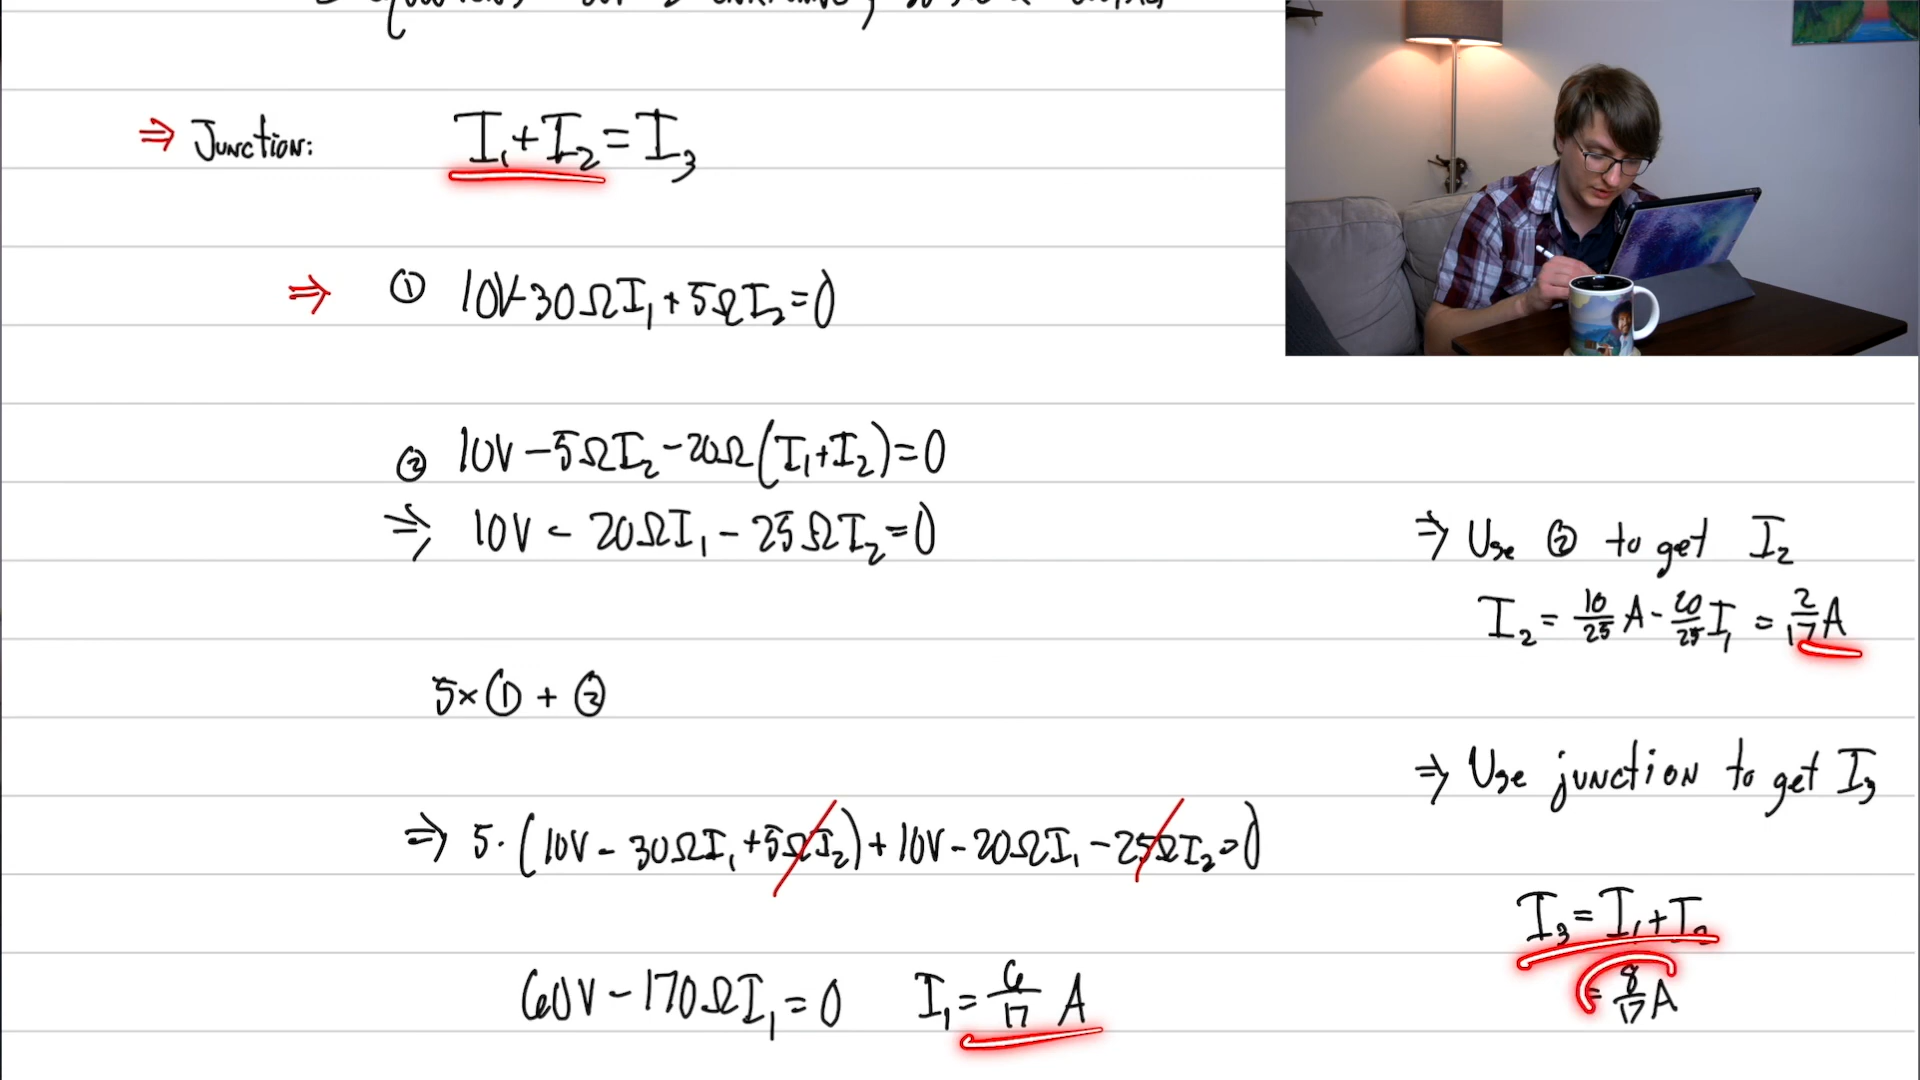 ⇒ Junction: I₁+I₂=I₃
⇒ ① 10V-30ΩI₁+5ΩI₂=0
② 10V-5ΩI₂-20Ω(I₁+I₂)=0
⇒ 10V-20ΩI₁-25ΩI₂=0
5×① + ②
⇒ 5·(10V-30ΩI₁+5ΩI₂)+10V-20ΩI₁-25ΩI₂=0
60V-170ΩI₁=0 I₁=6/17 A
⇒ Use ② to get I₂
I₂=10/25 A-20/25 I₁=2/17 A
⇒ Use junction to get I₃
I₃=I₁+I₂
=8/17 A